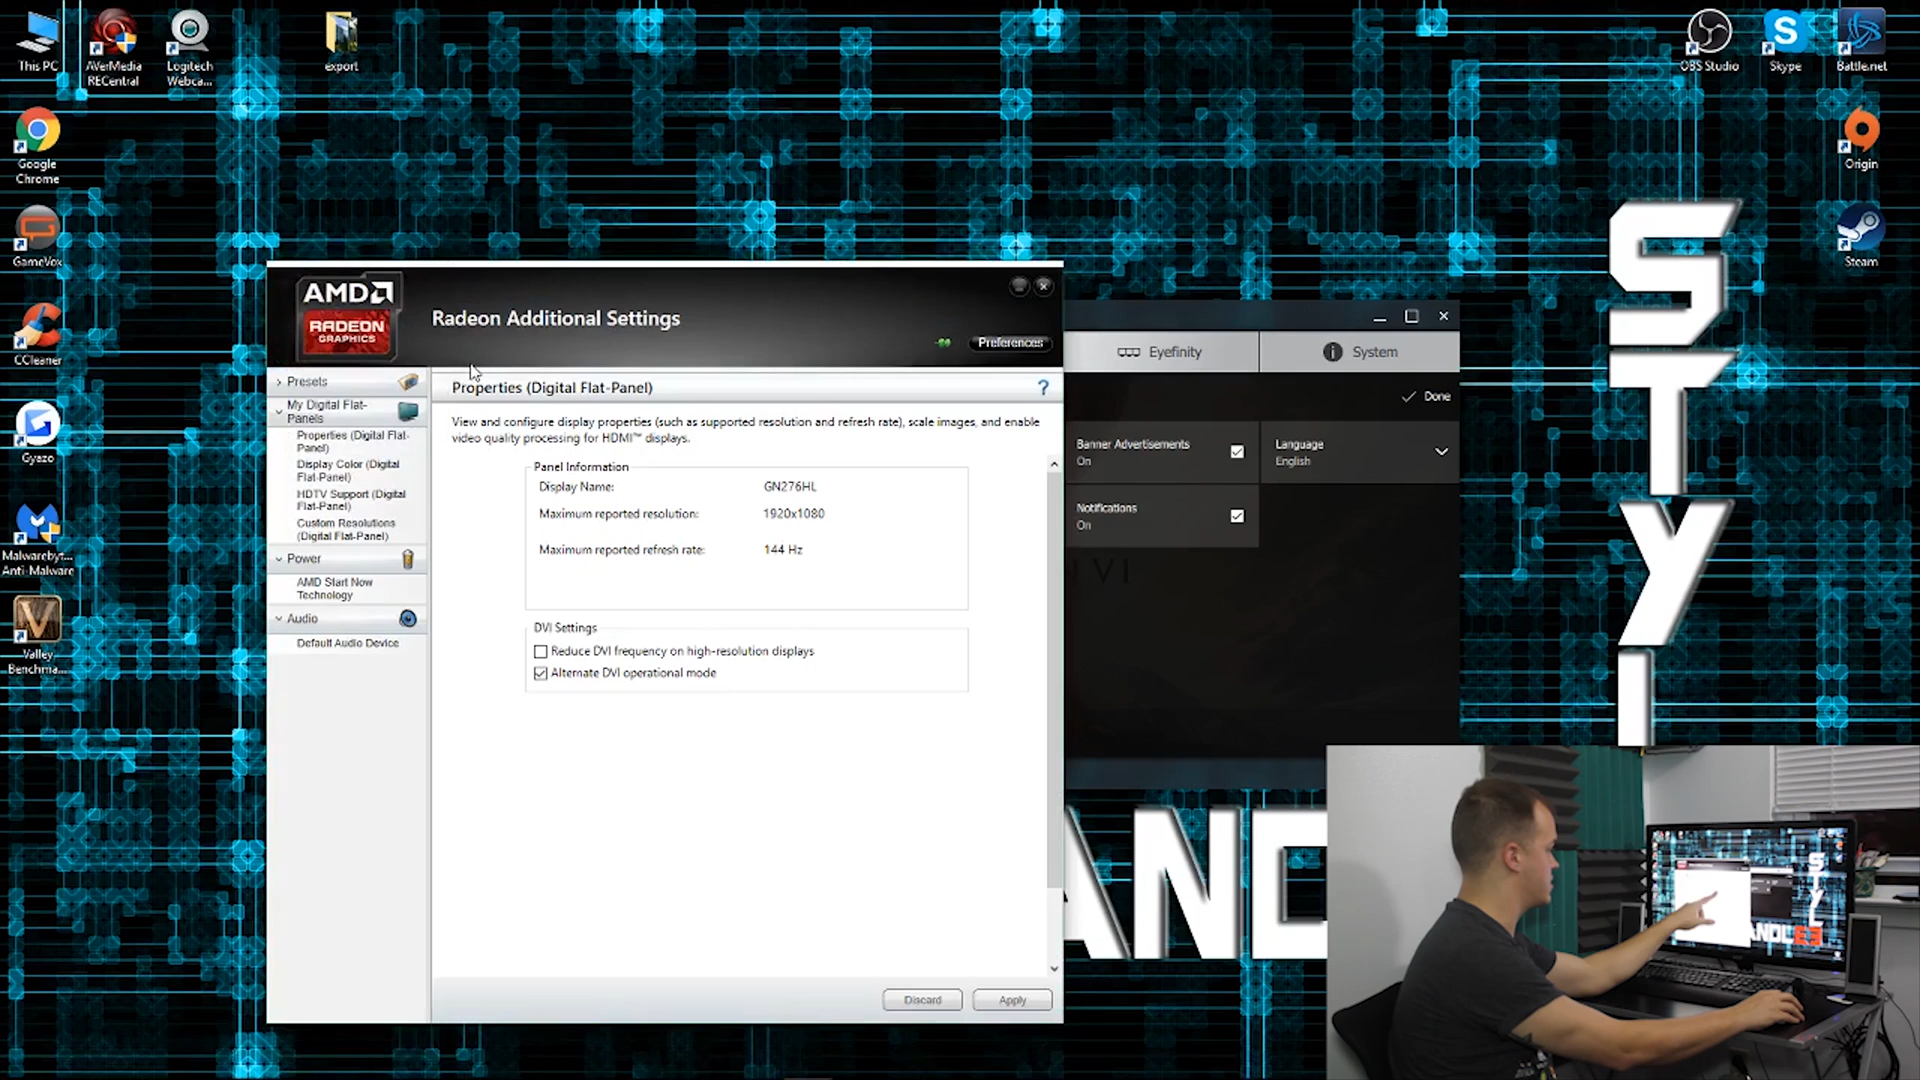 This PC
AVerMedia
RECentral
Logitech
Webca...
export
OBS Studio
Skype
Battle.net
Google
Chrome
Origin
GameVox
Steam
CCleaner
Gyazo
Malwareby...
Anti-Malware
Valley
Benchma...
AMD
RADEON
GRAPHICS
Radeon Additional Settings
Preferences
Presets
My Digital Flat-
Panels
Properties (Digital Flat-
Panel)
Display Color (Digital
Flat-Panel)
HDTV Support (Digital
Flat-Panel)
Custom Resolutions
(Digital Flat-Panel)
Power
AMD Start Now
Technology
Audio
Default Audio Device
Properties (Digital Flat-Panel)
?
View and configure display properties (such as supported resolution and refresh rate), scale images, and enable
video quality processing for HDMI™ displays.
Panel Information
Display Name: GN276HL
Maximum reported resolution: 1920x1080
Maximum reported refresh rate: 144 Hz
DVI Settings
Reduce DVI frequency on high-resolution displays
Alternate DVI operational mode
Discard
Apply
Eyefinity
System
Done
Banner Advertisements
On
Language
English
Notifications
On
VI
STYL
AND
STYL
ANDLE3